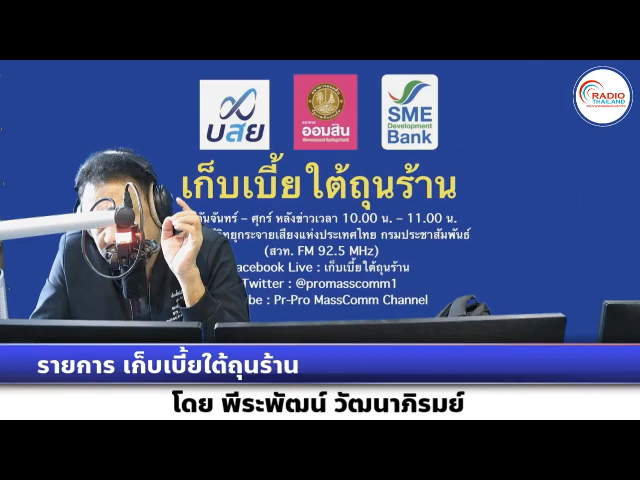 RADIO
THAILAND
บสย
ออมสิน
SME
Development
Bank
เก็บเบี้ยใต้ถุนร้าน
จันทร์ – ศุกร์ หลังข่าวเวลา 10.00 น. – 11.00 น.
วิทยุกระจายเสียงแห่งประเทศไทย กรมประชาสัมพันธ์
(สวท. FM 92.5 MHz)
Facebook Live : เก็บเบี้ยใต้ถุนร้าน
Twitter : @promasscomm1
be : Pr-Pro MassComm Channel
รายการ เก็บเบี้ยใต้ถุนร้าน
โดย พีระพัฒน์ วัฒนาภิรมย์